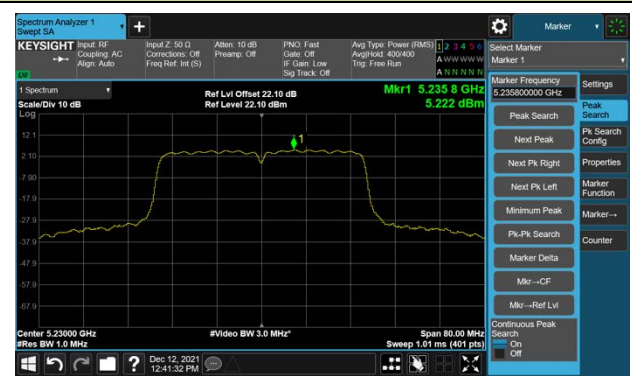 Spectrum Analyzer 1
Swept SA
+
Marker
KEYSIGHT Input: RF Input Z: 50 Ω Atten: 10 dB PNO: Fast Avg Type: Power (RMS) 1 2 3 4 5 6
Coupling: AC Corrections: Off Preamp: Off Gate: Off Avg|Hold: 400/400 A W W W W W
Align: Auto Freq Ref: Int (S) IF Gain: Low Trig: Free Run
Sig Track: Off A N N N N N
Select Marker
Marker 1
1 Spectrum
Scale/Div 10 dB
Log
Ref Lvl Offset 22.10 dB
Ref Level 22.10 dBm
Mkr1 5.235 8 GHz
5.222 dBm
12.1
2.10
-7.90
-17.9
-27.9
-37.9
-47.9
-57.9
-67.9
1
Center 5.23000 GHz #Video BW 3.0 MHz* Span 80.00 MHz
#Res BW 1.0 MHz Sweep 1.01 ms (401 pts)
Marker Frequency
5.235800000 GHz
Peak Search
Next Peak
Next Pk Right
Next Pk Left
Minimum Peak
Pk-Pk Search
Marker Delta
Mkr→CF
Mkr→Ref Lvl
Continuous Peak
Search
On
Off
Settings
Peak
Search
Pk Search
Config
Properties
Marker
Function
Marker→
Counter
? Dec 12, 2021
12:41:32 PM